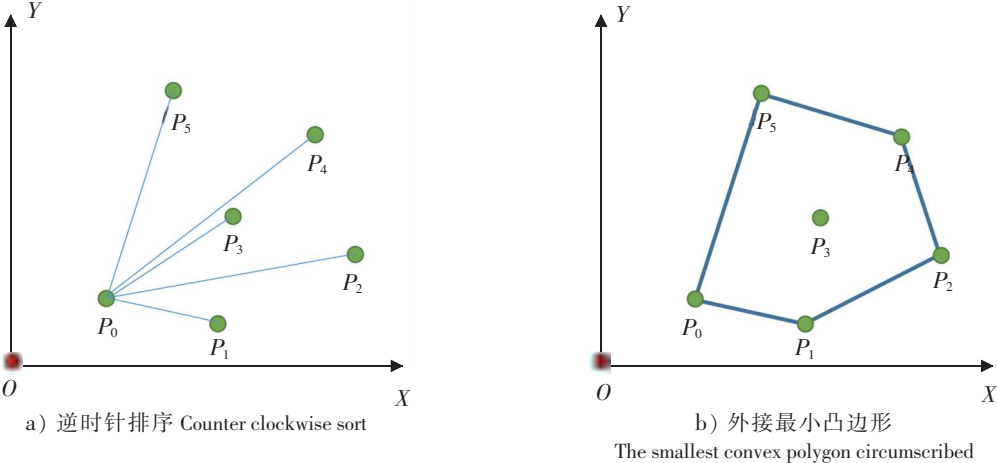 Y
P5
P4
P3
P2
P0
P1
O
X
a) 逆时针排序 Counter clockwise sort
Y
P5
P4
P3
P2
P0
P1
O
X
b) 外接最小凸边形
The smallest convex polygon circumscribed